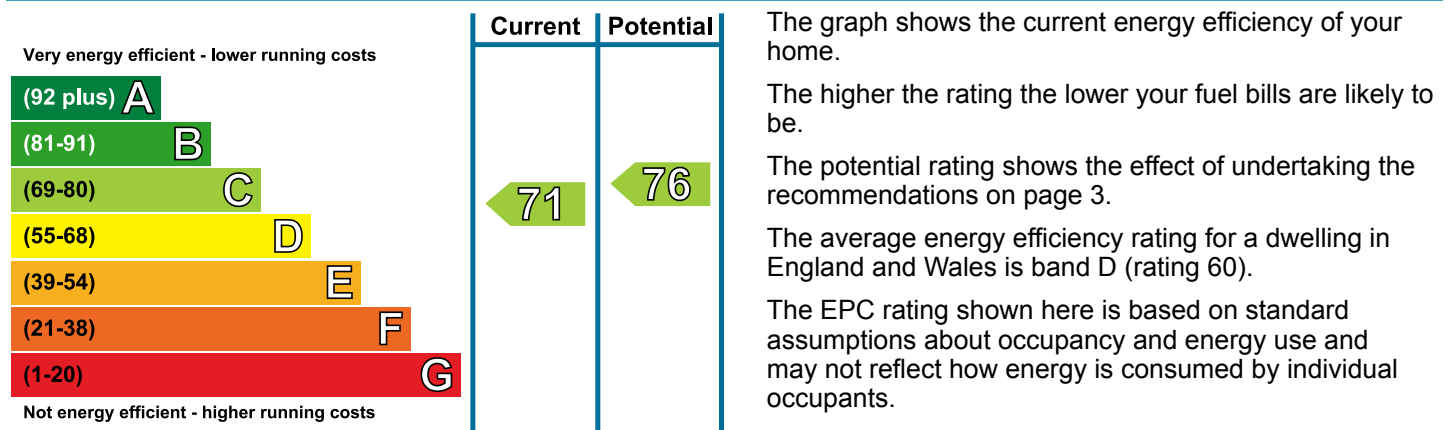 Current
Potential
Very energy efficient - lower running costs
(92 plus) A
(81-91) B
(69-80) C
(55-68) D
(39-54) E
(21-38) F
(1-20) G
Not energy efficient - higher running costs
71
76
The graph shows the current energy efficiency of your
home.
The higher the rating the lower your fuel bills are likely to
be.
The potential rating shows the effect of undertaking the
recommendations on page 3.
The average energy efficiency rating for a dwelling in
England and Wales is band D (rating 60).
The EPC rating shown here is based on standard
assumptions about occupancy and energy use and
may not reflect how energy is consumed by individual
occupants.